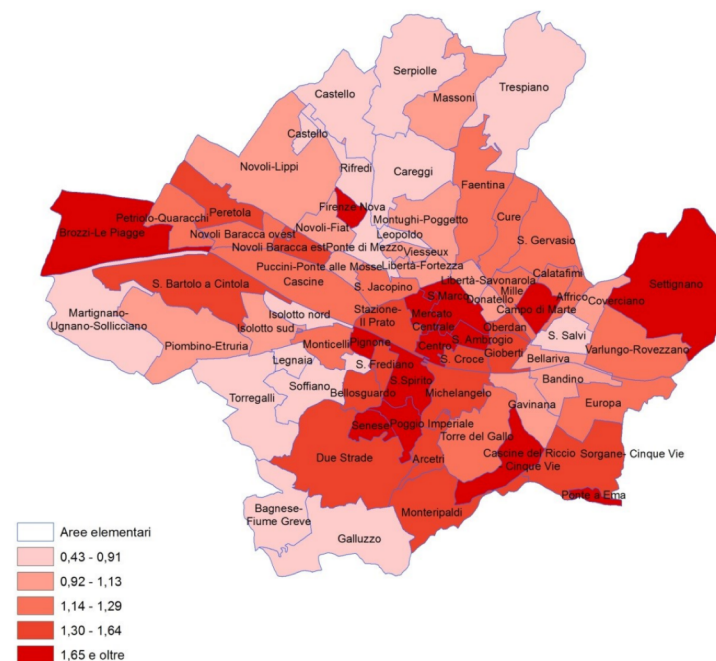 Serpiolle
Trespiano
Castello
Massoni
Castello
Novoli-Lippi
Rifredi
Careggi
Faentina
Firenze Nova
Petriolo-Quaracchi
Peretola
Montughi-Poggetto
Cure
Brozzi-Le Piagge
Novoli-Fiat
Leopoldo
Novoli Baracca ovest
S. Gervasio
Novoli Baracca est
Ponte di Mezzo
Viesseux
Libertà-Fortezza
Puccini-Ponte alle Mosse
Calatafimi
Settignano
S. Bartolo a Cintola
Cascine
S. Jacopino
Libertà-Savonarola
Mille
Donatello
Affrico
Coverciano
Martignano-
Ugnano-Sollicciano
S.Marco
Campo di Marte
Isolotto nord
Stazione-
Il Prato
Mercato
Centrale
Oberdan
Isolotto sud
S. Salvi
Piombino-Etruria
Monticelli
Pignone
Centro
S. Ambrogio
Varlungo-Rovezzano
Gioberti
Legnaia
S. Frediano
S. Croce
Bellariva
Soffiano
S.Spirito
Bandino
Torregalli
Bellosguardo
Michelangelo
Gavinana
Europa
Senese
Poggio Imperiale
Torre del Gallo
Due Strade
Arcetri
Cascine del Riccio
Cinque Vie
Sorgane- Cinque Vie
Ponte a Ema
Bagnese-
Fiume Greve
Monteripaldi
Galluzzo
Aree elementari
0,43 - 0,91
0,92 - 1,13
1,14 - 1,29
1,30 - 1,64
1,65 e oltre